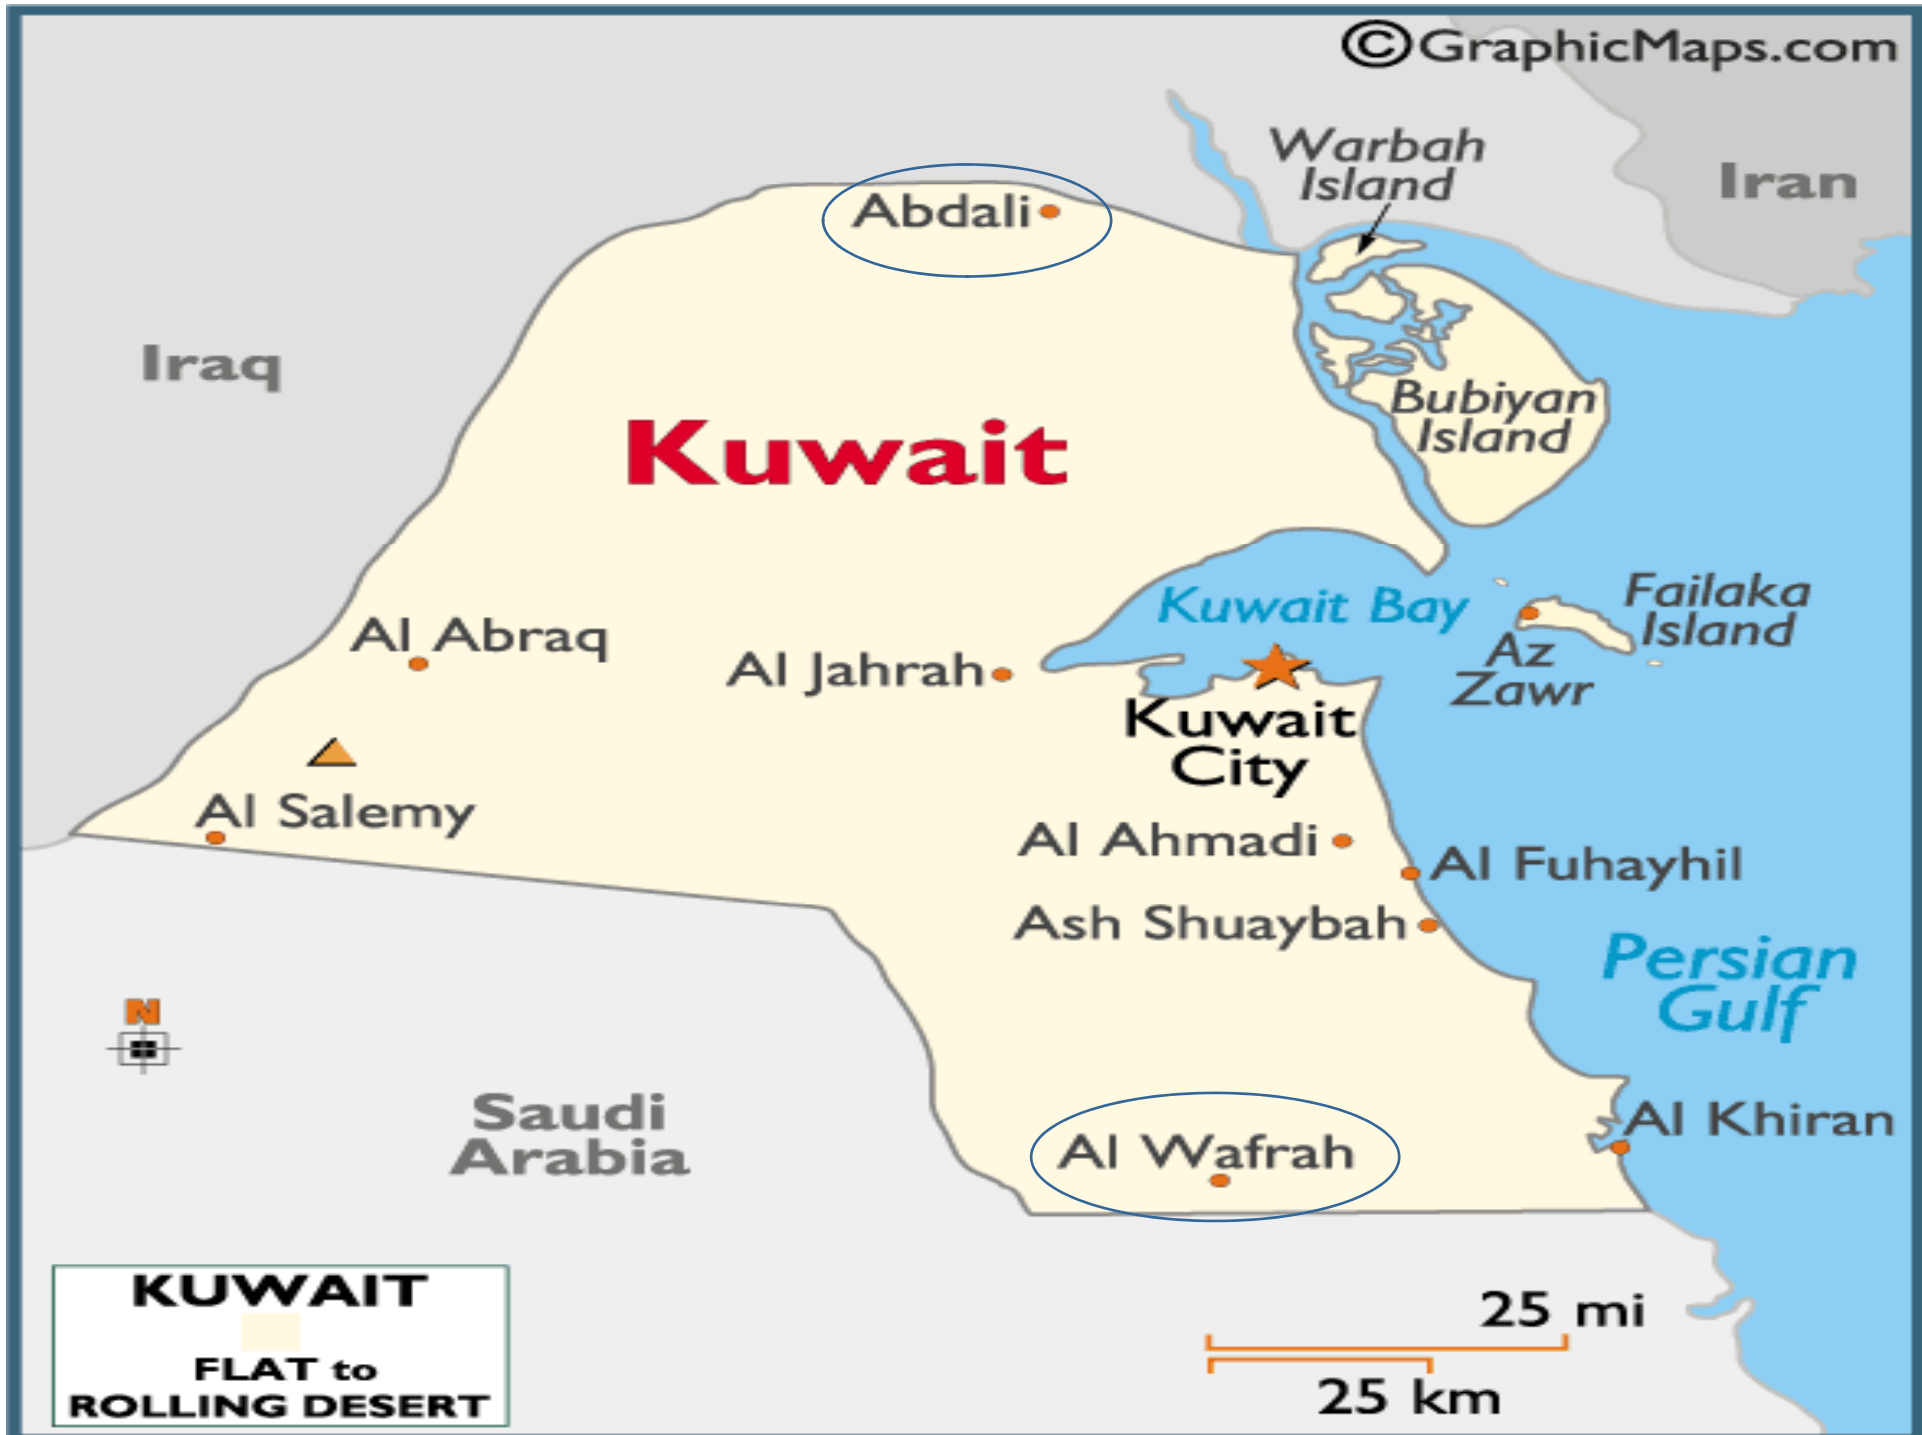 ©GraphicMaps.com
Warbah
Island
Iran
Abdali
Iraq
Kuwait
Bubiyan
Island
Kuwait Bay
Failaka
Island
Az
Zawr
Al Abraq
Al Jahrah
Kuwait
City
Al Salemy
Al Ahmadi
Al Fuhayhil
Ash Shuaybah
Persian
Gulf
N
Saudi
Arabia
Al Wafrah
Al Khiran
KUWAIT
FLAT to
ROLLING DESERT
25 mi
25 km